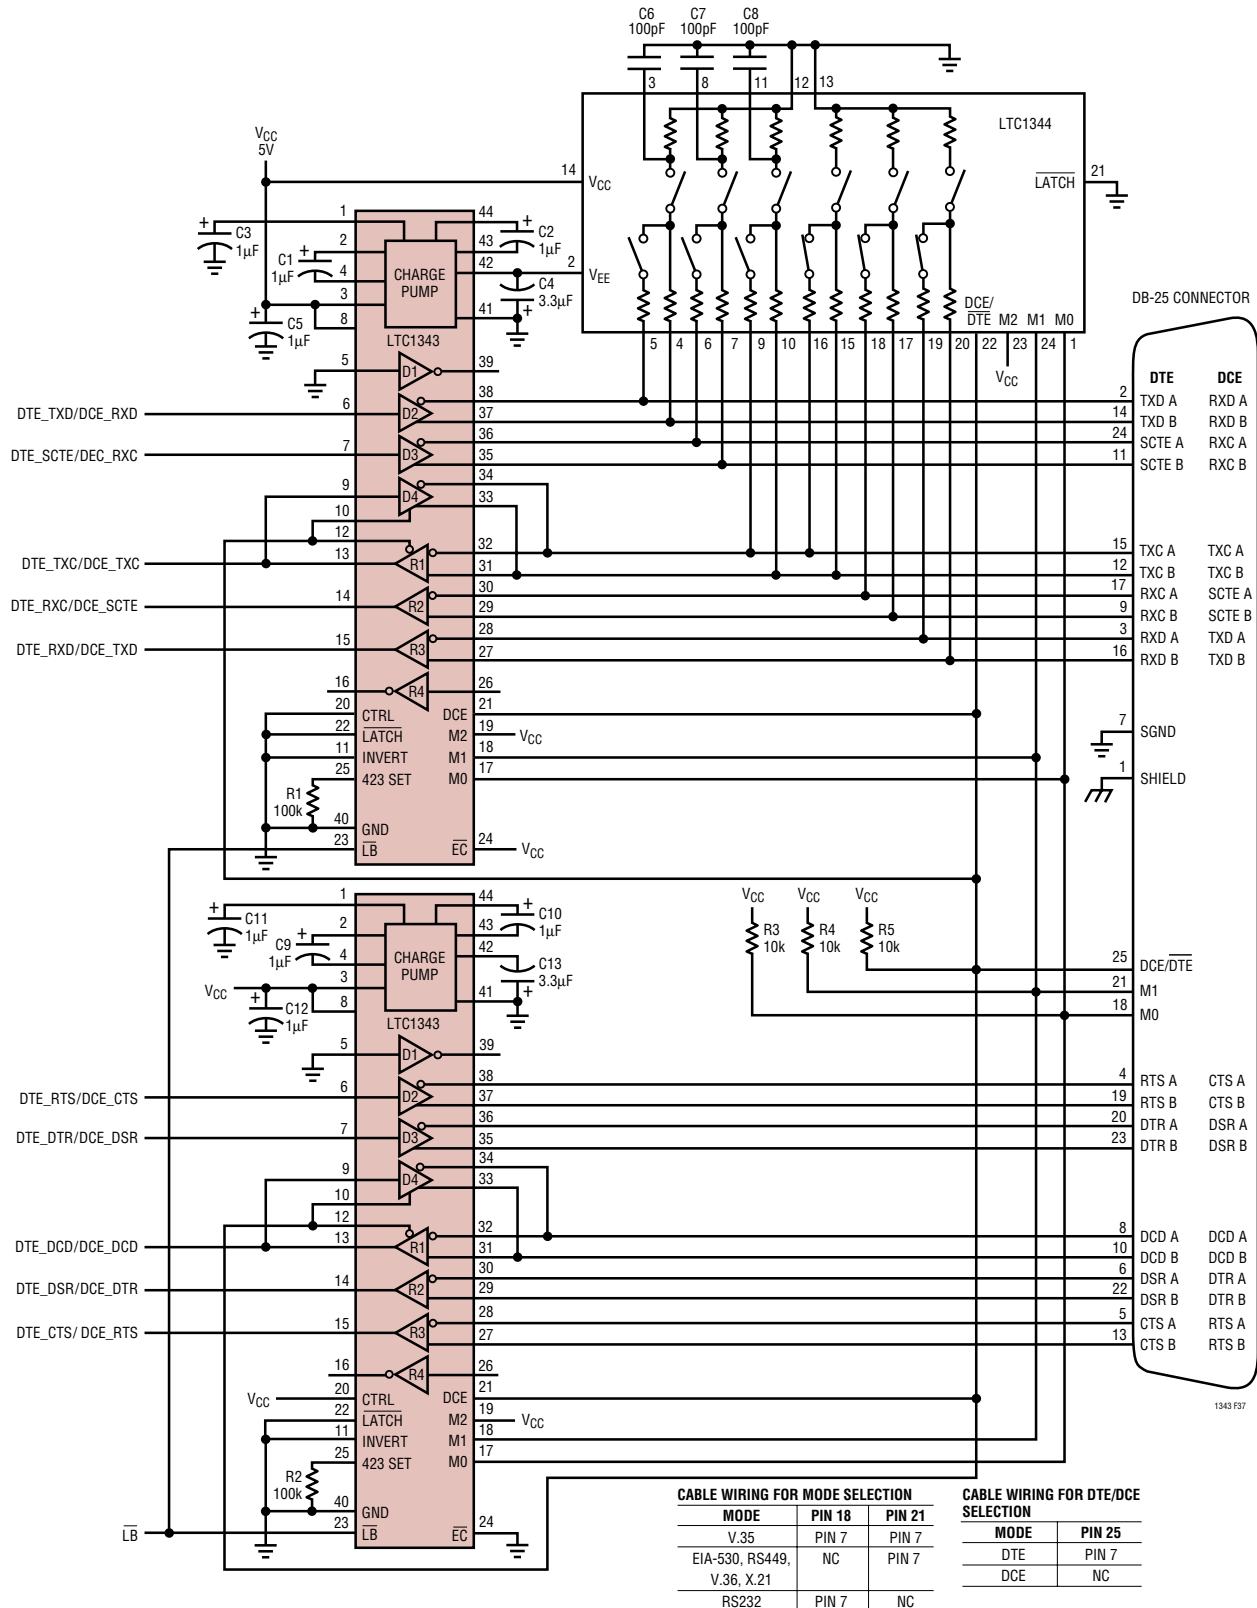 C6
100pF
C7
100pF
C8
100pF
3
8
11
12
13
LTC1344
VCC
5V
14
VCC
LATCH
21
1
44
C3
1µF
2
43
C2
1µF
C1
1µF
4
42
2
VEE
CHARGE
PUMP
C4
3.3µF
3
41
C5
1µF
8
LTC1343
DCE/
DTE
M2
M1
M0
5
4
6
7
9
10
16
15
18
17
19
20
22
23
24
1
VCC
DB-25 CONNECTOR
DTE
DCE
5
D1
39
DTE_TXD/DCE_RXD
6
D2
38
37
2
TXD A
RXD A
14
TXD B
RXD B
DTE_SCTE/DEC_RXC
7
D3
36
35
24
SCTE A
RXC A
11
SCTE B
RXC B
9
D4
34
33
10
12
DTE_TXC/DCE_TXC
13
R1
32
31
15
TXC A
TXC A
12
TXC B
TXC B
DTE_RXC/DCE_SCTE
14
R2
30
29
17
RXC A
SCTE A
9
RXC B
SCTE B
DTE_RXD/DCE_TXD
15
R3
28
27
3
RXD A
TXD A
16
RXD B
TXD B
16
R4
26
20
CTRL
DCE
21
22
LATCH
M2
19
VCC
11
INVERT
M1
18
25
423 SET
M0
17
R1
100k
40
GND
23
LB
EC
24
VCC
7
SGND
1
SHIELD
1
44
C11
1µF
2
43
C10
1µF
C9
1µF
4
42
CHARGE
PUMP
C13
3.3µF
VCC
3
41
C12
1µF
8
LTC1343
VCC
R3
10k
VCC
R4
10k
VCC
R5
10k
25
DCE/DTE
21
M1
18
M0
5
D1
39
DTE_RTS/DCE_CTS
6
D2
38
37
4
RTS A
CTS A
19
RTS B
CTS B
DTE_DTR/DCE_DSR
7
D3
36
35
20
DTR A
DSR A
23
DTR B
DSR B
9
D4
34
33
10
12
DTE_DCD/DCE_DCD
13
R1
32
31
8
DCD A
DCD A
10
DCD B
DCD B
DTE_DSR/DCE_DTR
14
R2
30
29
6
DSR A
DTR A
22
DSR B
DTR B
DTE_CTS/ DCE_RTS
15
R3
28
27
5
CTS A
RTS A
13
CTS B
RTS B
16
R4
26
VCC
20
CTRL
DCE
21
22
LATCH
M2
19
VCC
11
INVERT
M1
18
25
423 SET
M0
17
R2
100k
40
GND
LB
23
LB
EC
24
1343 F37
CABLE WIRING FOR MODE SELECTION
MODE PIN 18 PIN 21
V.35 PIN 7 PIN 7
EIA-530, RS449, NC PIN 7
V.36, X.21
RS232 PIN 7 NC
CABLE WIRING FOR DTE/DCE
SELECTION
MODE PIN 25
DTE PIN 7
DCE NC